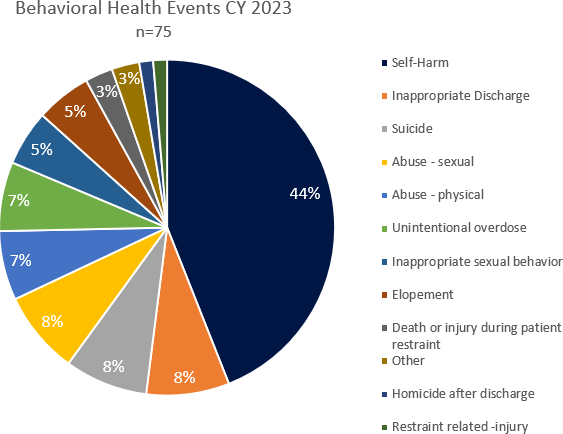 Behavioral Health Events CY 2023
n=75
44%
8%
8%
8%
7%
7%
5%
5%
3%
3%
Self-Harm
Inappropriate Discharge
Suicide
Abuse - sexual
Abuse - physical
Unintentional overdose
Inappropriate sexual behavior
Elopement
Death or injury during patient
restraint
Other
Homicide after discharge
Restraint related -injury